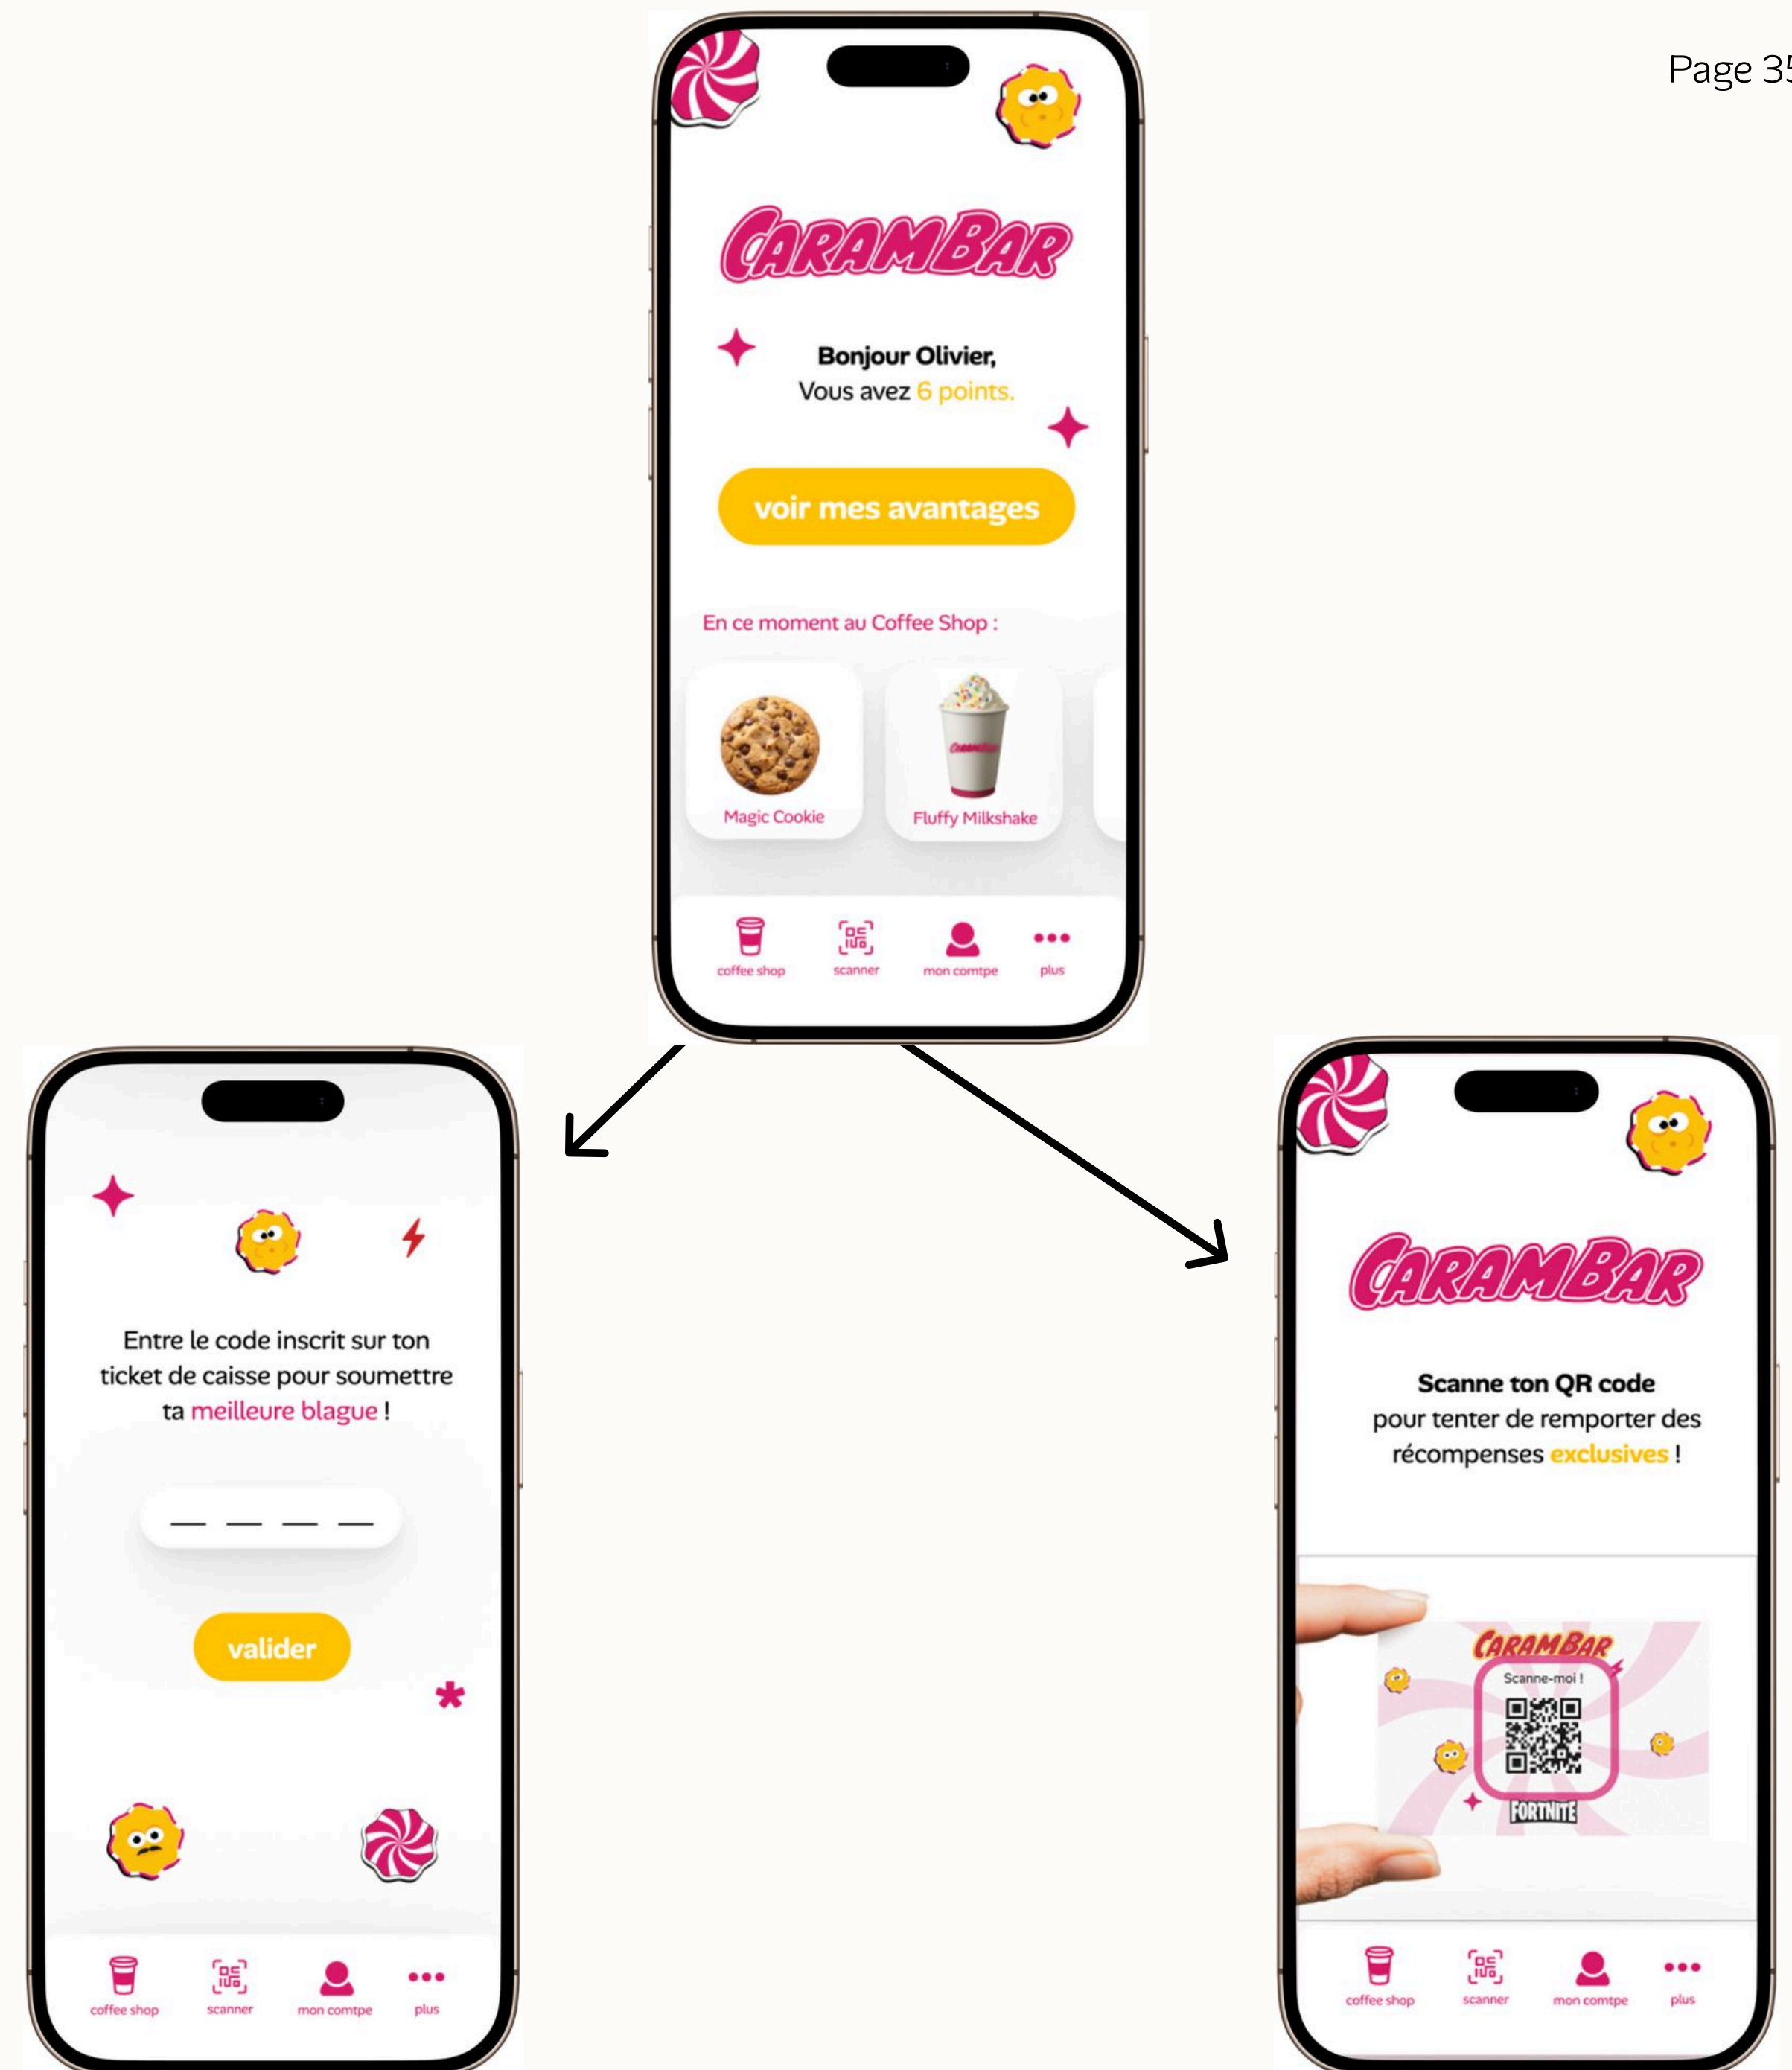 Page 35
CARAMBAR
Bonjour Olivier,
Vous avez 6 points.
voir mes avantages
En ce moment au Coffee Shop :
CARAMBAR
Magic Cookie
Fluffy Milkshake
coffee shop
scanner
mon comtpe
plus
Entre le code inscrit sur ton
ticket de caisse pour soumettre
ta meilleure blague !
valider
coffee shop
scanner
mon comtpe
plus
CARAMBAR
Scanne ton QR code
pour tenter de remporter des
récompenses exclusives !
CARAMBAR
Scanne-moi !
FORTNITE
coffee shop
scanner
mon comtpe
plus